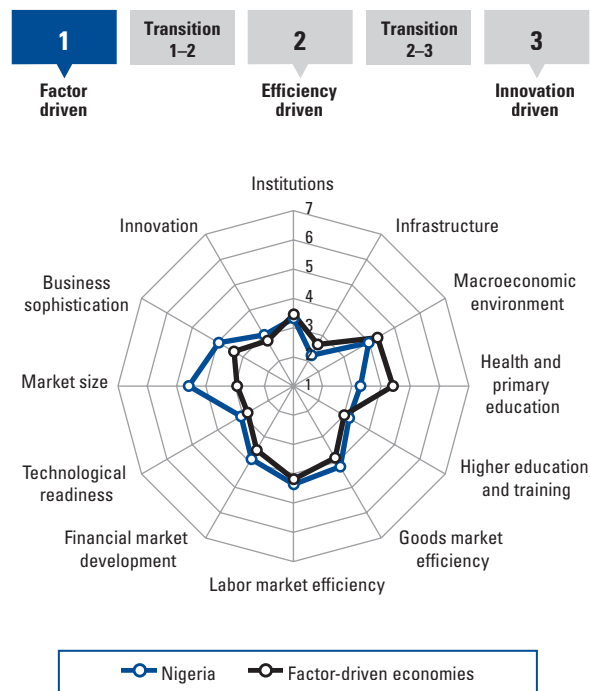 1
Transition
1–2
2
Transition
2–3
3
Factor
driven
Efficiency
driven
Innovation
driven
Institutions
Innovation
Infrastructure
Business
sophistication
Macroeconomic
environment
Market size
Health and
primary
education
Technological
readiness
Higher education
and training
Financial market
development
Goods market
efficiency
Labor market efficiency
7
6
5
4
3
2
1
Nigeria
Factor-driven economies